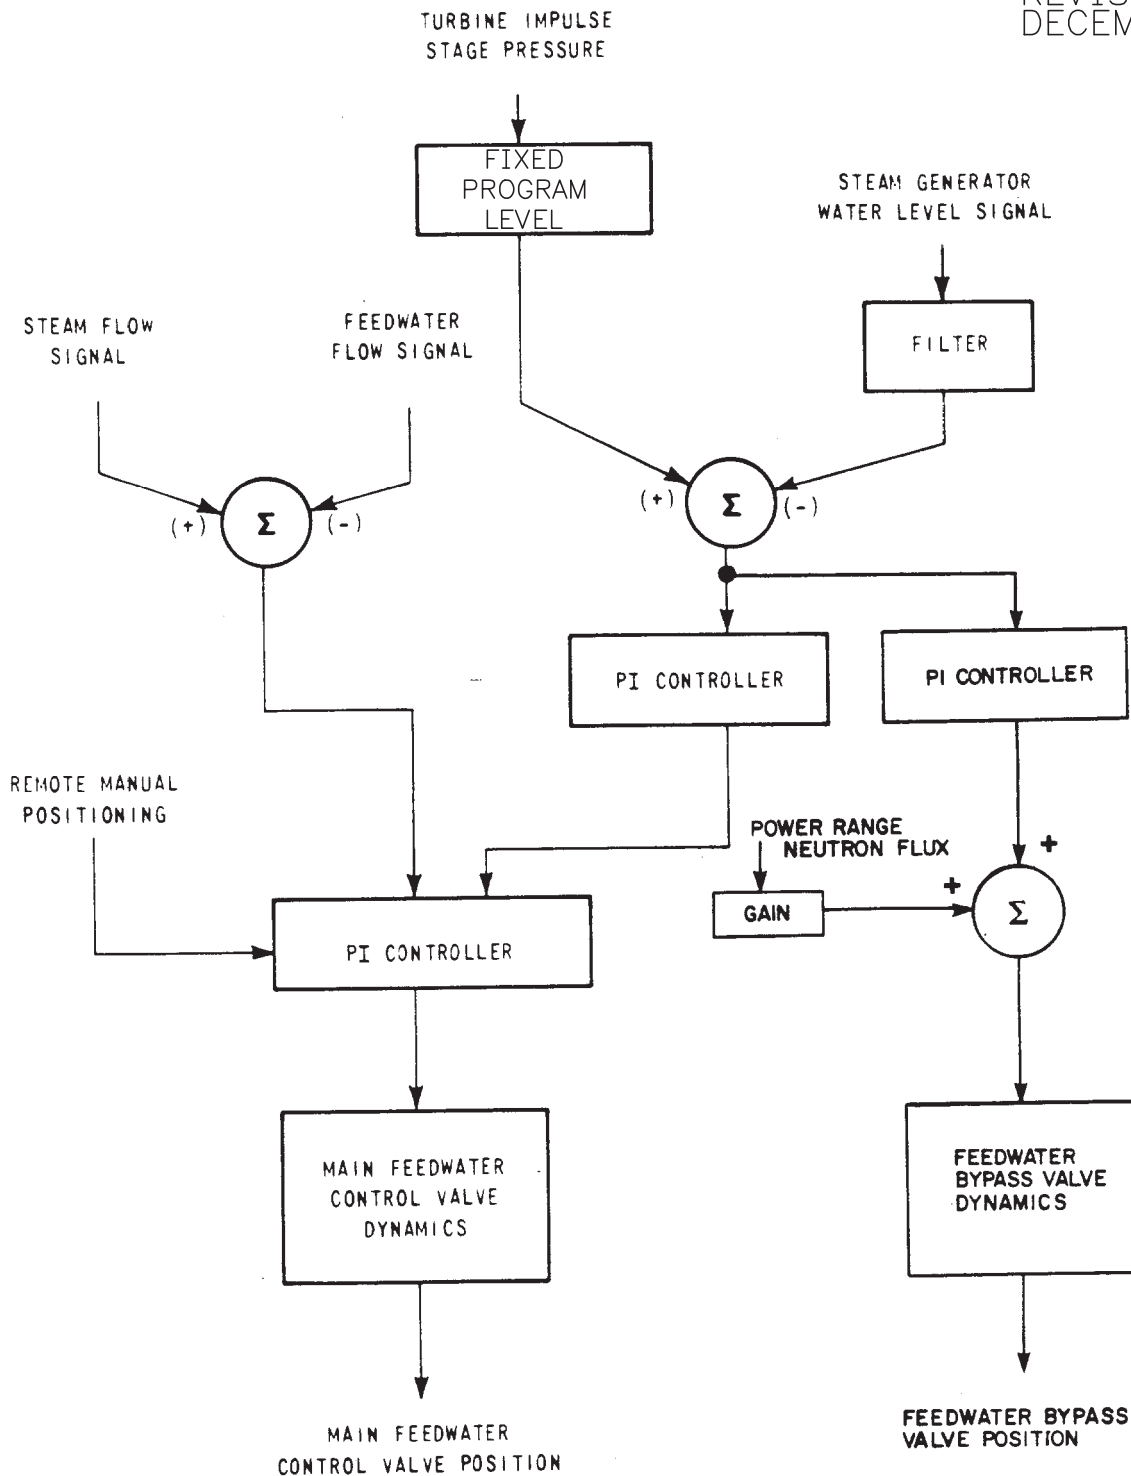 REVIS
DECEM
TURBINE IMPULSE
STAGE PRESSURE
FIXED
PROGRAM
LEVEL
STEAM GENERATOR
WATER LEVEL SIGNAL
FILTER
STEAM FLOW
SIGNAL
FEEDWATER
FLOW SIGNAL
(+) Σ (-)
(+) Σ (-)
PI CONTROLLER
PI CONTROLLER
REMOTE MANUAL
POSITIONING
POWER RANGE
NEUTRON FLUX
+
+
GAIN
Σ
PI CONTROLLER
MAIN FEEDWATER
CONTROL VALVE
DYNAMICS
FEEDWATER
BYPASS VALVE
DYNAMICS
MAIN FEEDWATER
CONTROL VALVE POSITION
FEEDWATER BYPASS
VALVE POSITION